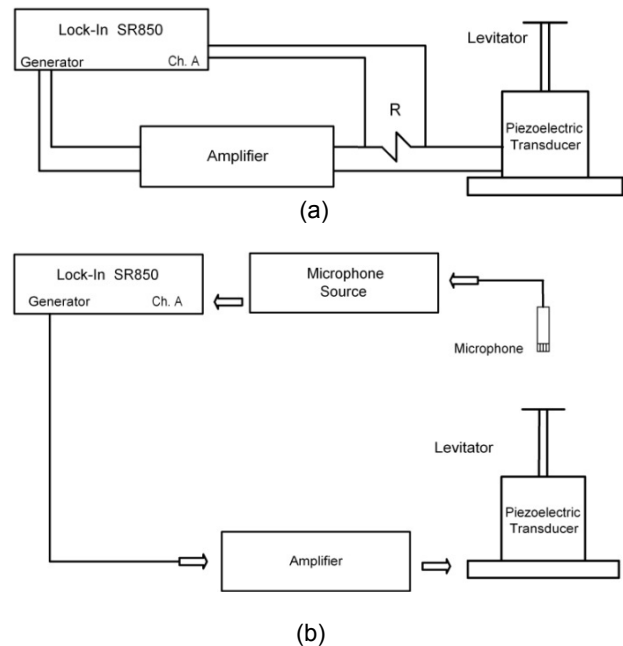 Lock-In SR850
Generator Ch. A
Levitator
R
Amplifier
Piezoelectric
Transducer
(a)
Lock-In SR850
Generator Ch. A
Microphone
Source
Microphone
Levitator
Piezoelectric
Transducer
Amplifier
(b)